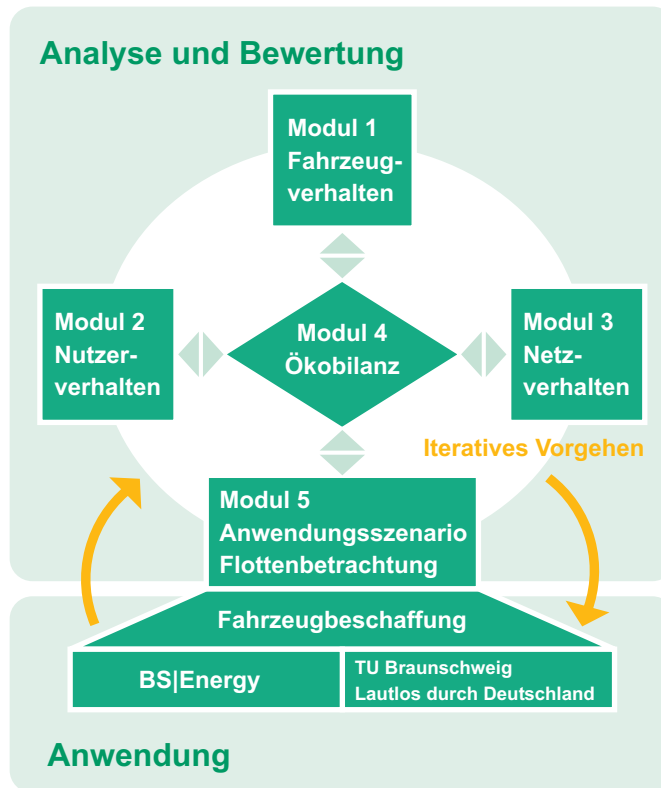 Analyse und Bewertung
Modul 1
Fahrzeug-
verhalten
Modul 2
Nutzer-
verhalten
Modul 4
Ökobilanz
Modul 3
Netz-
verhalten
Iteratives Vorgehen
Modul 5
Anwendungsszenario
Flottenbetrachtung
Fahrzeugbeschaffung
BS|Energy
TU Braunschweig
Lautlos durch Deutschland
Anwendung